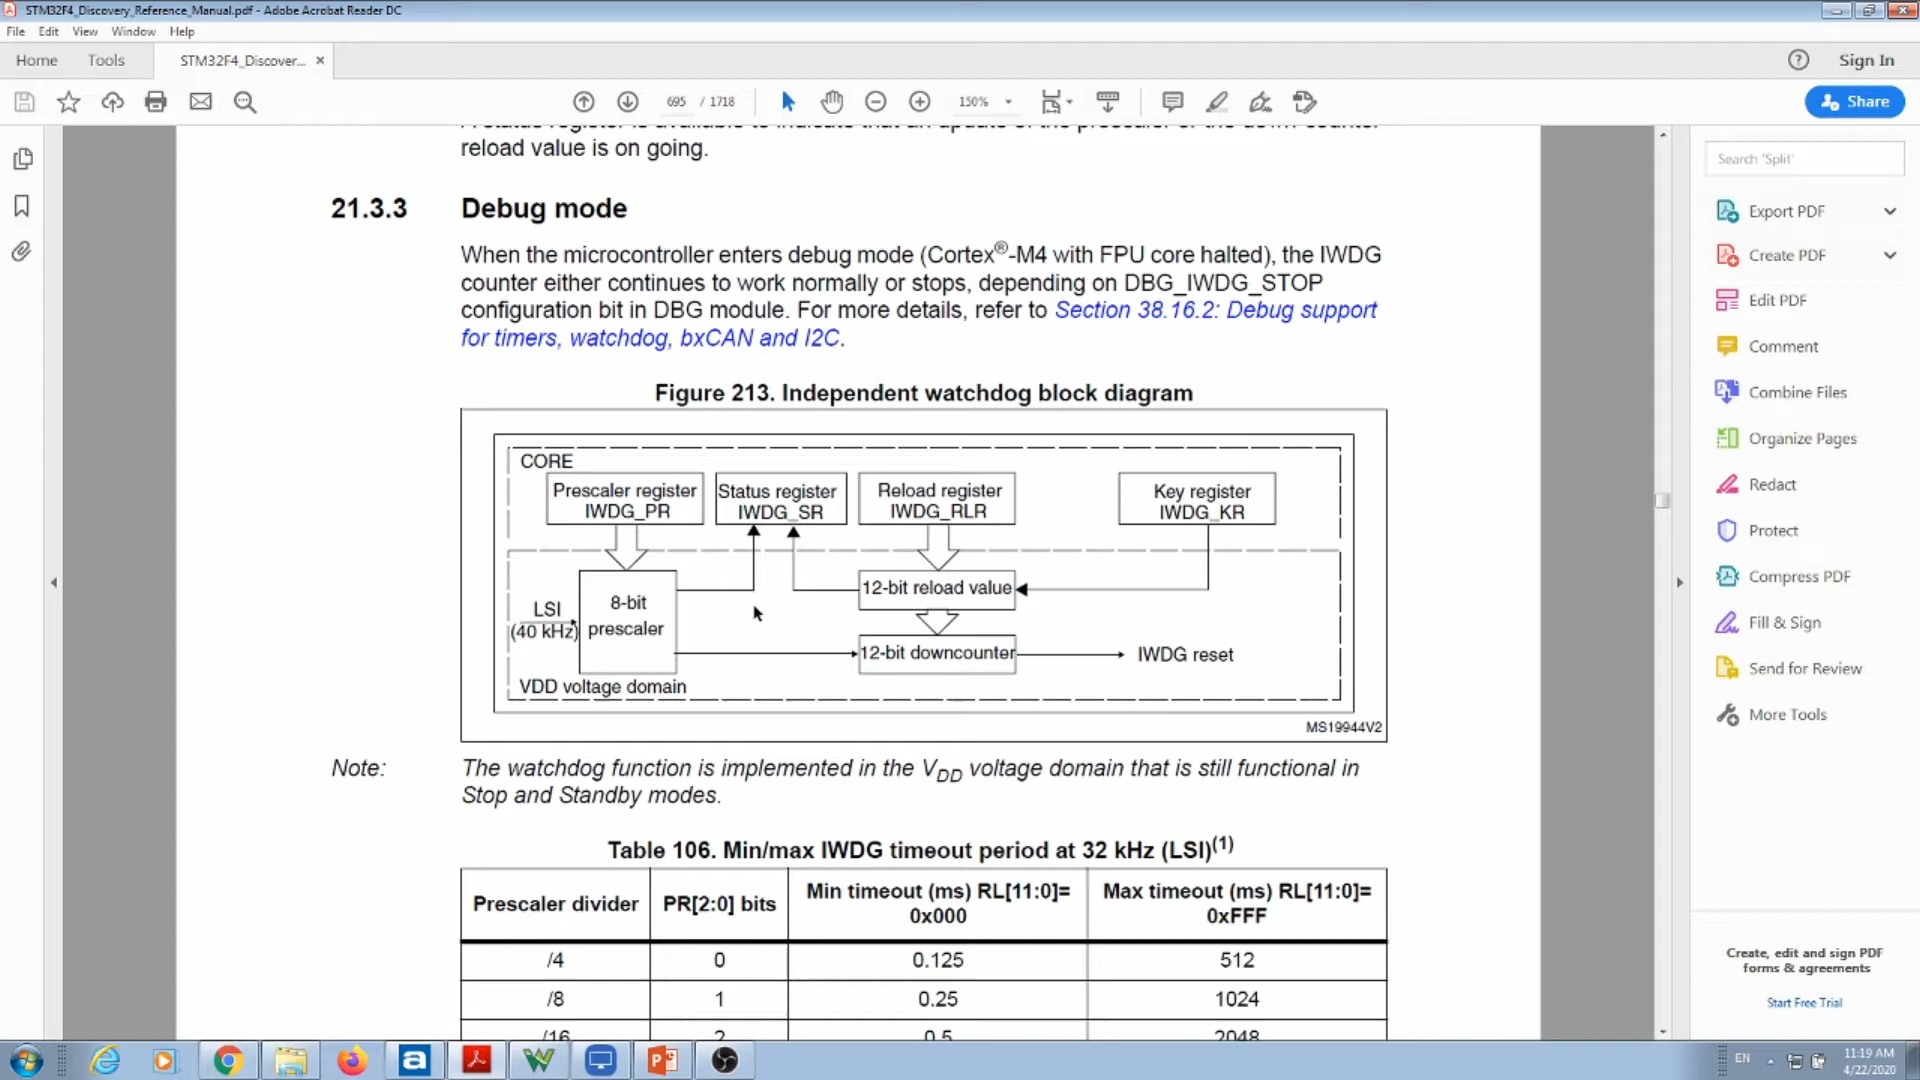 STM32F4_Discovery_Reference_Manual.pdf - Adobe Acrobat Reader DC
File Edit View Window Help
Home Tools STM32F4_Discover... × Sign In
695 / 1718 150% Share
reload value is on going.
21.3.3 Debug mode
When the microcontroller enters debug mode (Cortex®-M4 with FPU core halted), the IWDG
counter either continues to work normally or stops, depending on DBG_IWDG_STOP
configuration bit in DBG module. For more details, refer to Section 38.16.2: Debug support
for timers, watchdog, bxCAN and I2C.
Figure 213. Independent watchdog block diagram
CORE
Prescaler register
IWDG_PR
Status register
IWDG_SR
Reload register
IWDG_RLR
Key register
IWDG_KR
LSI
(40 kHz)
8-bit
prescaler
12-bit reload value
12-bit downcounter
IWDG reset
VDD voltage domain
MS19944V2
Note: The watchdog function is implemented in the VDD voltage domain that is still functional in
Stop and Standby modes.
Table 106. Min/max IWDG timeout period at 32 kHz (LSI)(1)
Prescaler divider PR[2:0] bits Min timeout (ms) RL[11:0]= 0x000 Max timeout (ms) RL[11:0]= 0xFFF
/4 0 0.125 512
/8 1 0.25 1024
/16 2 0.5 2048
Search 'Split'
Export PDF
Create PDF
Edit PDF
Comment
Combine Files
Organize Pages
Redact
Protect
Compress PDF
Fill & Sign
Send for Review
More Tools
Create, edit and sign PDF
forms & agreements
Start Free Trial
EN
11:19 AM
4/22/2020